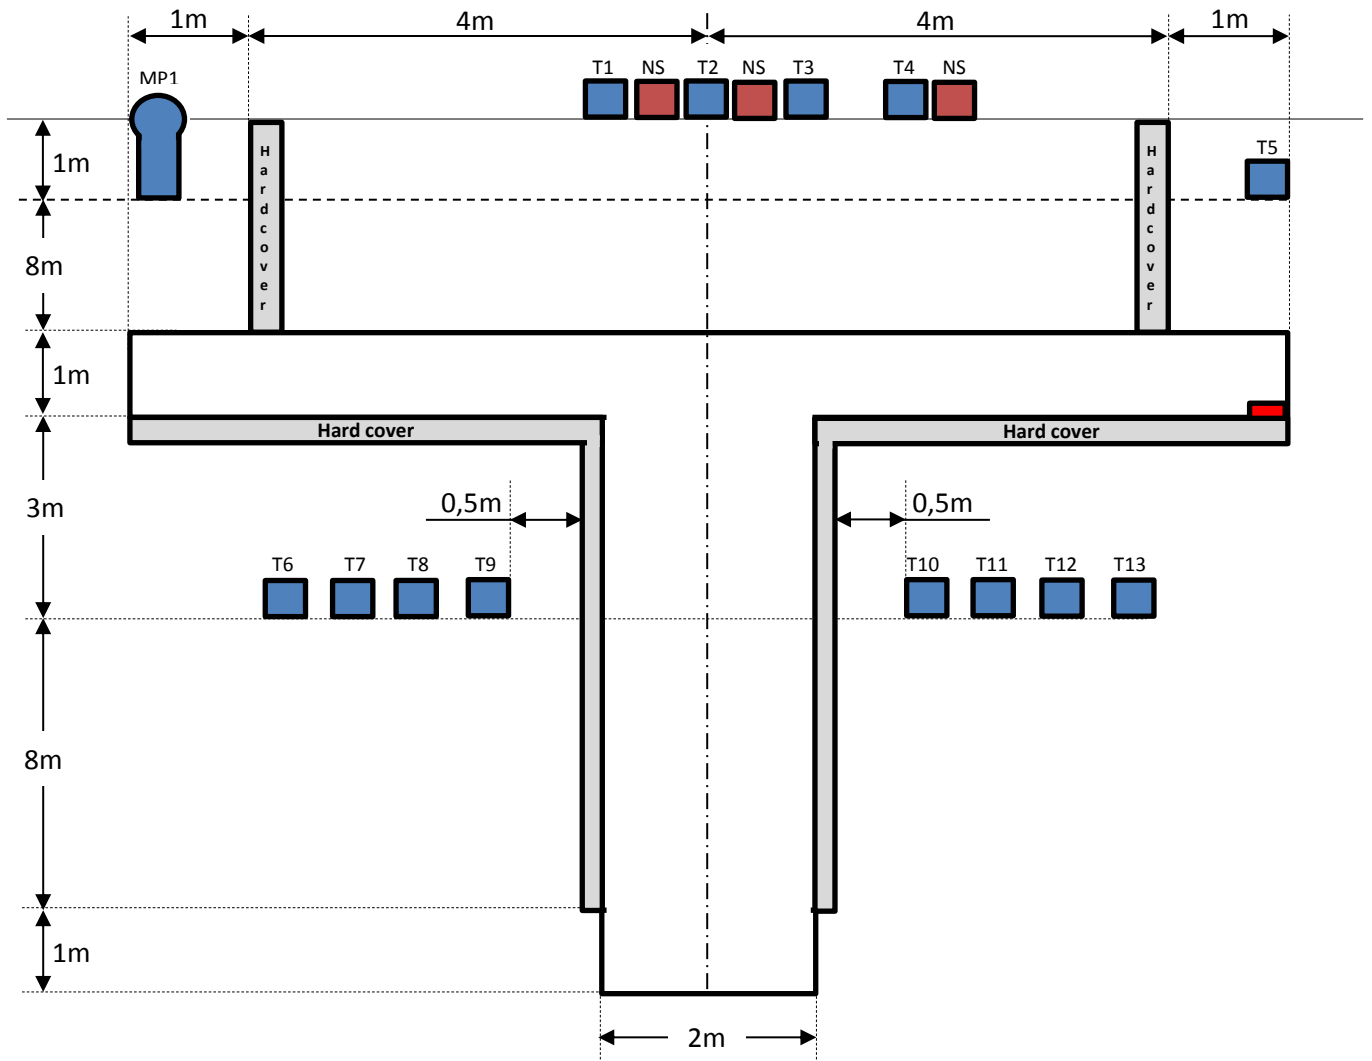 1m
4m
4m
1m
MP1
T1
NS
T2
NS
T3
T4
NS
1m
Hardcover
Hardcover
T5
8m
1m
Hard cover
Hard cover
3m
0,5m
0,5m
T6
T7
T8
T9
T10
T11
T12
T13
8m
1m
2m